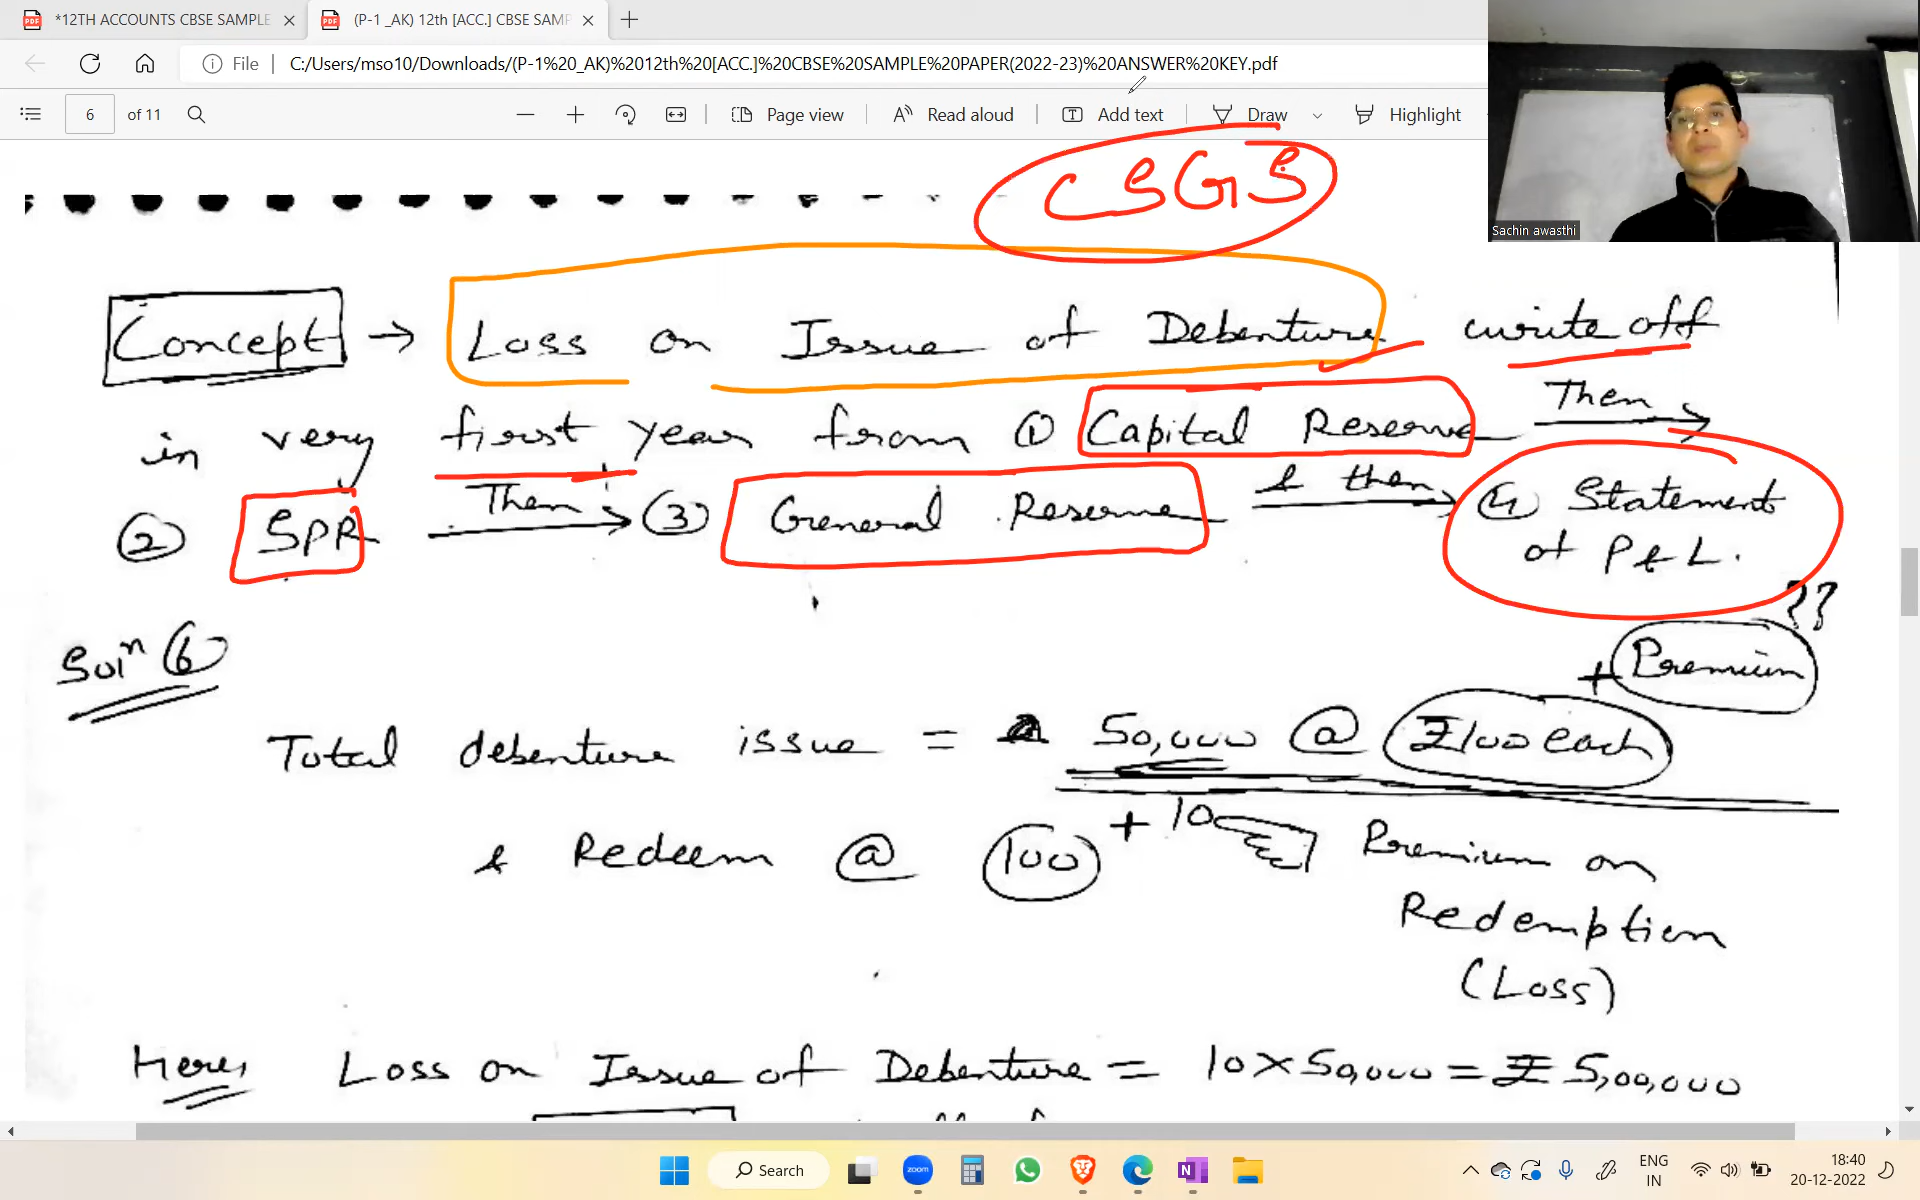 *12TH ACCOUNTS CBSE SAMPLE
(P-1 _AK) 12th [ACC.] CBSE SAMP
File
C:/Users/mso10/Downloads/(P-1%20_AK)%2012th%20[ACC.]%20CBSE%20SAMPLE%20PAPER(2022-23)%20ANSWER%20KEY.pdf
6 of 11
Page view
Read aloud
Add text
Draw
Highlight
Sachin awasthi
CSGS
Concept → Loss on Issue of Debenture write off
in very first year from ① Capital Reserve Then →
② SPR Then → ③ General Reserve & then → ④ Statement
of P & L.
??
Soln ⑥
+ Premium
Total debenture issue = 50,000 @ ₹100 each
& Redeem @ 100 + 10 Premium on
Redemption
(Loss)
Here, Loss on Issue of Debenture = 10 × 50,000 = ₹ 5,00,000
Search
zoom
ENG
IN
18:40
20-12-2022